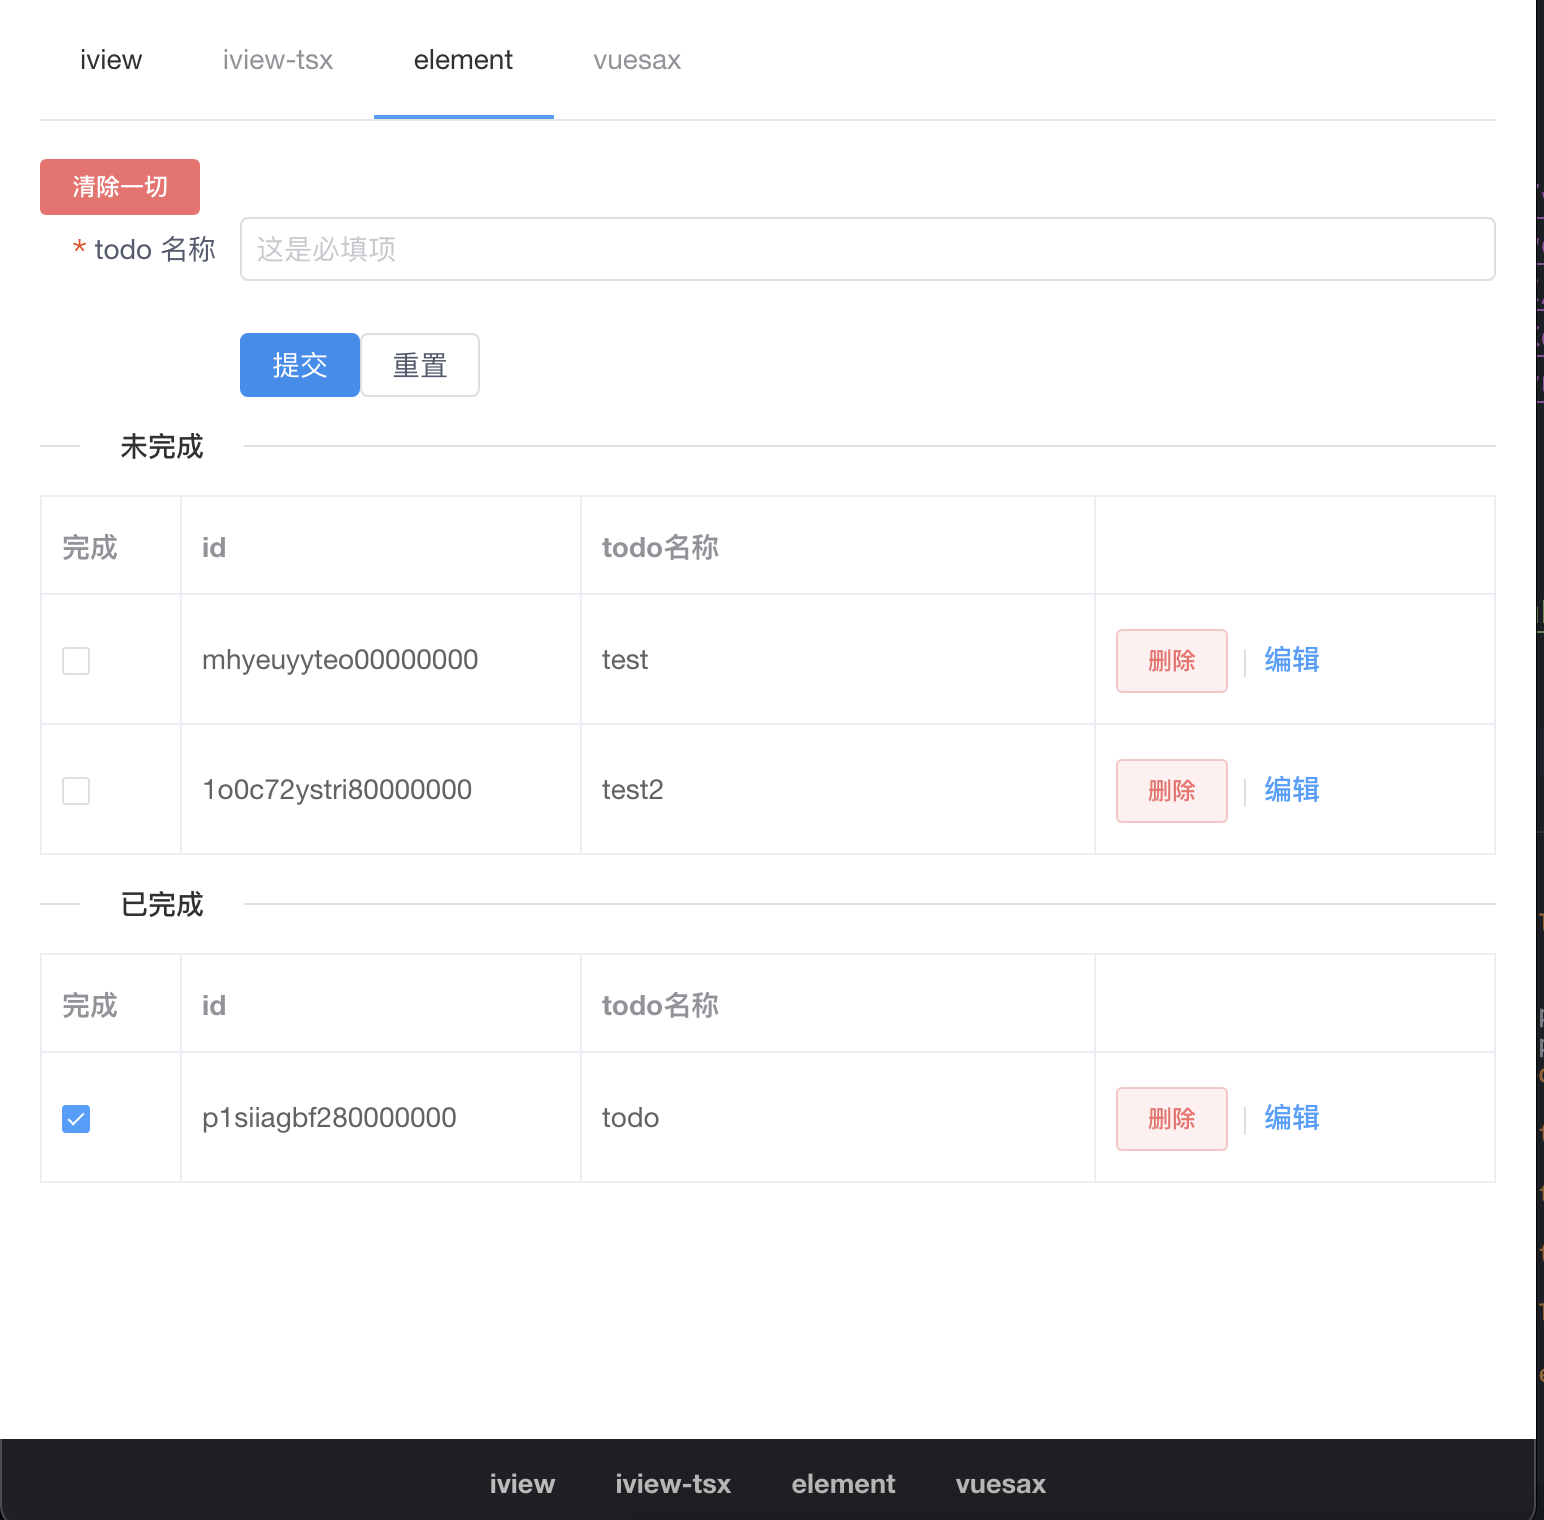 iview iview-tsx element vuesax
清除一切
* todo 名称 这是必填项
提交 重置
未完成
完成 id todo名称
mhyeuyyteo00000000 test 删除 编辑
1o0c72ystri80000000 test2 删除 编辑
已完成
完成 id todo名称
p1siiagbf280000000 todo 删除 编辑
iview iview-tsx element vuesax